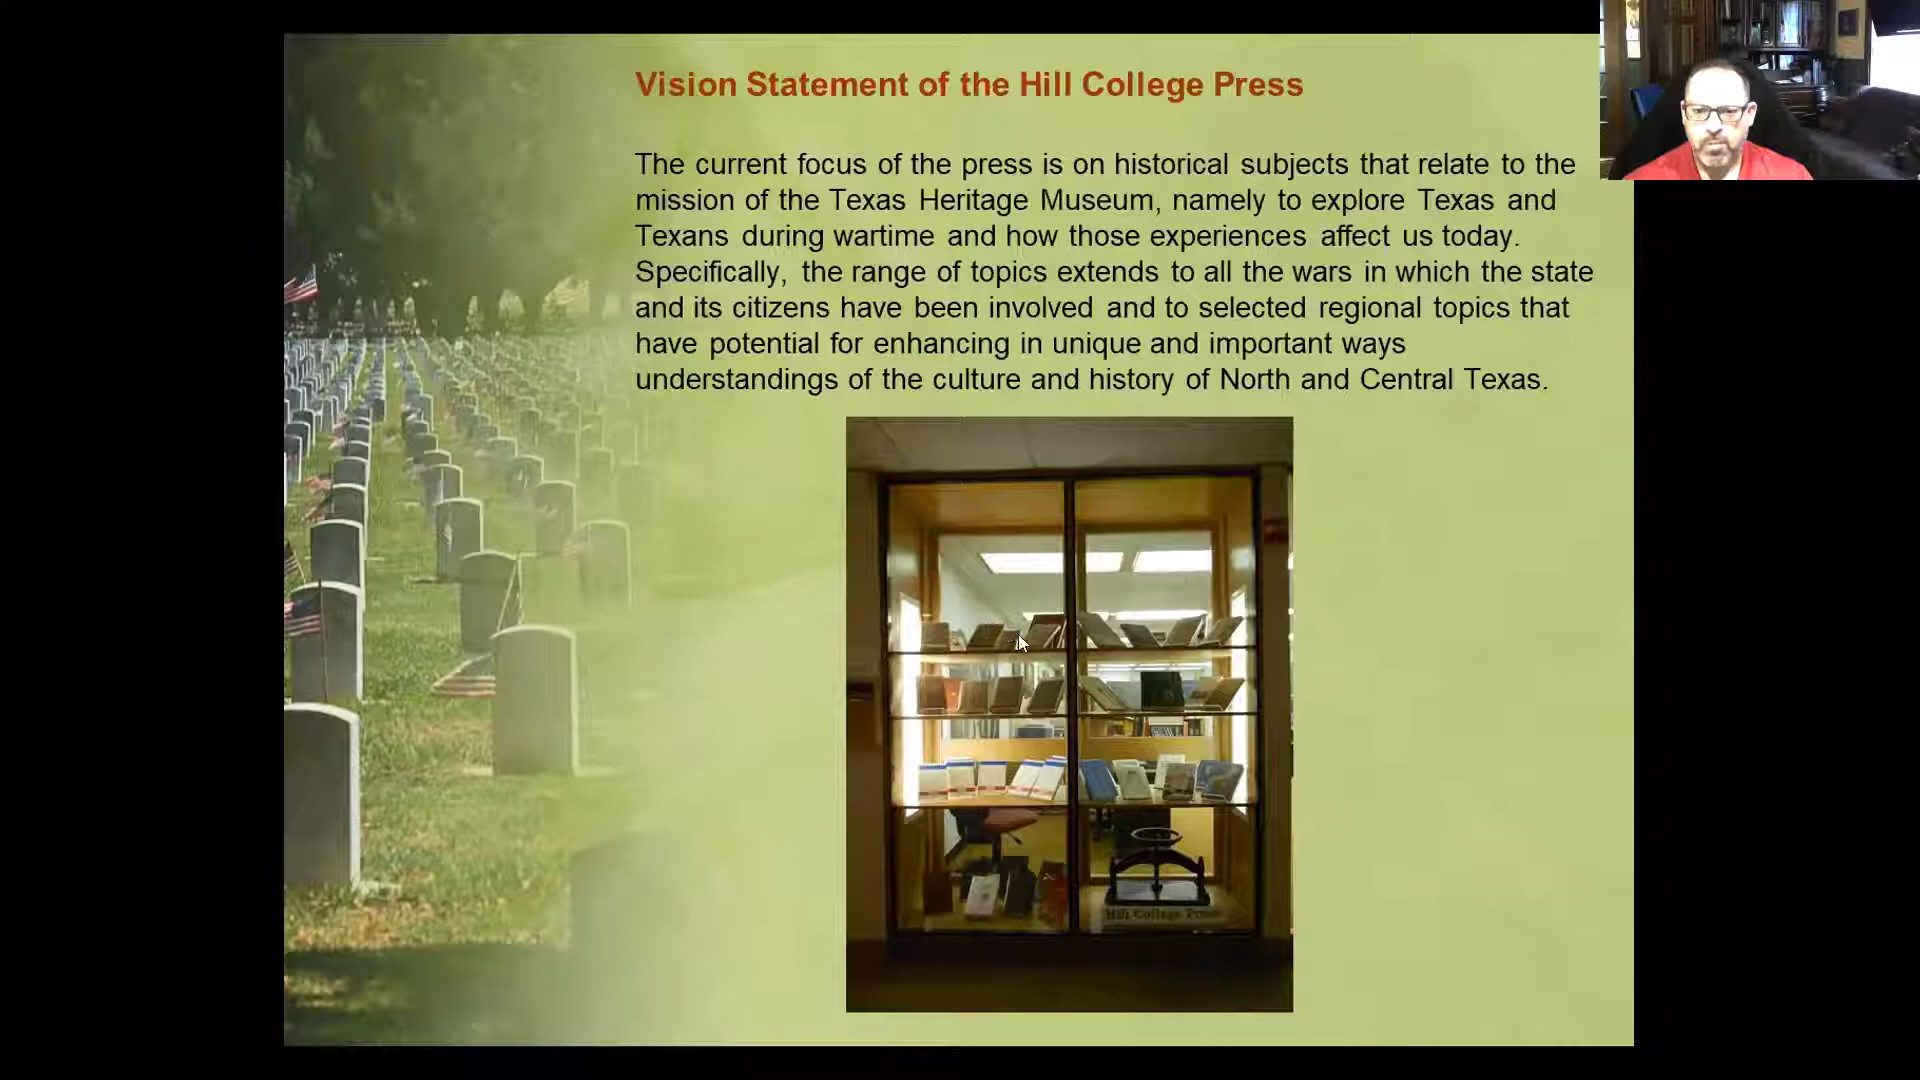 Vision Statement of the Hill College Press
The current focus of the press is on historical subjects that relate to the
mission of the Texas Heritage Museum, namely to explore Texas and
Texans during wartime and how those experiences affect us today.
Specifically, the range of topics extends to all the wars in which the state
and its citizens have been involved and to selected regional topics that
have potential for enhancing in unique and important ways
understandings of the culture and history of North and Central Texas.
Hill College Press